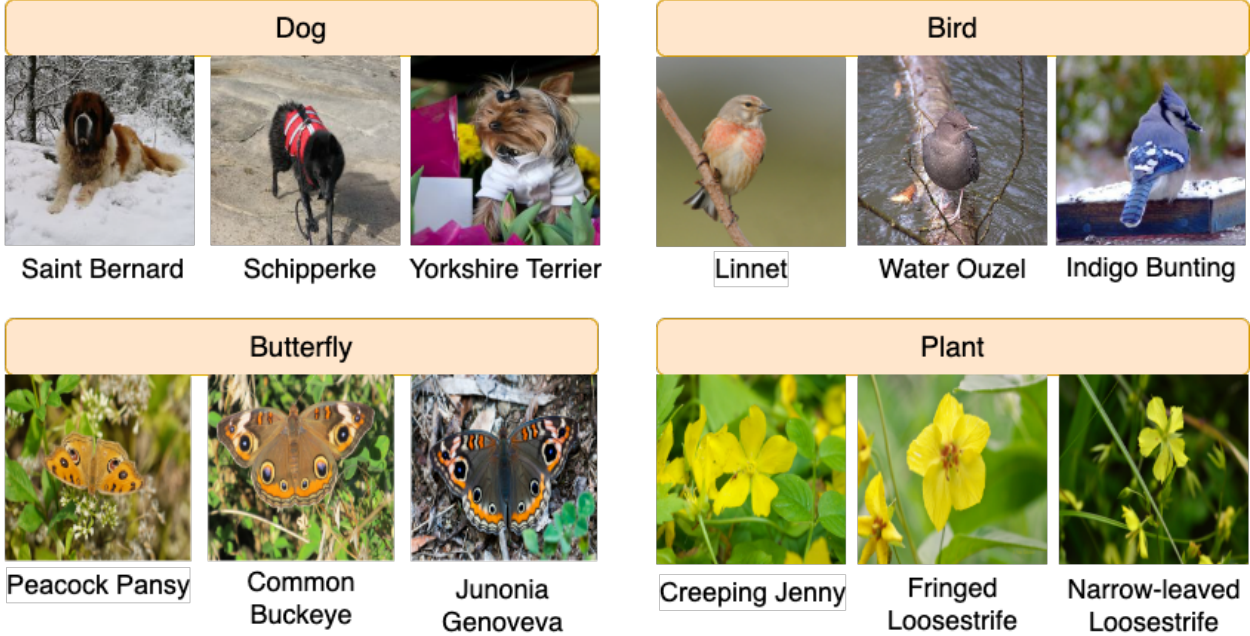 Dog
Bird
Saint Bernard
Schipperke
Yorkshire Terrier
Linnet
Water Ouzel
Indigo Bunting
Butterfly
Plant
Peacock Pansy
Common
Buckeye
Junonia
Genoveva
Creeping Jenny
Fringed
Loosestrife
Narrow-leaved
Loosestrife